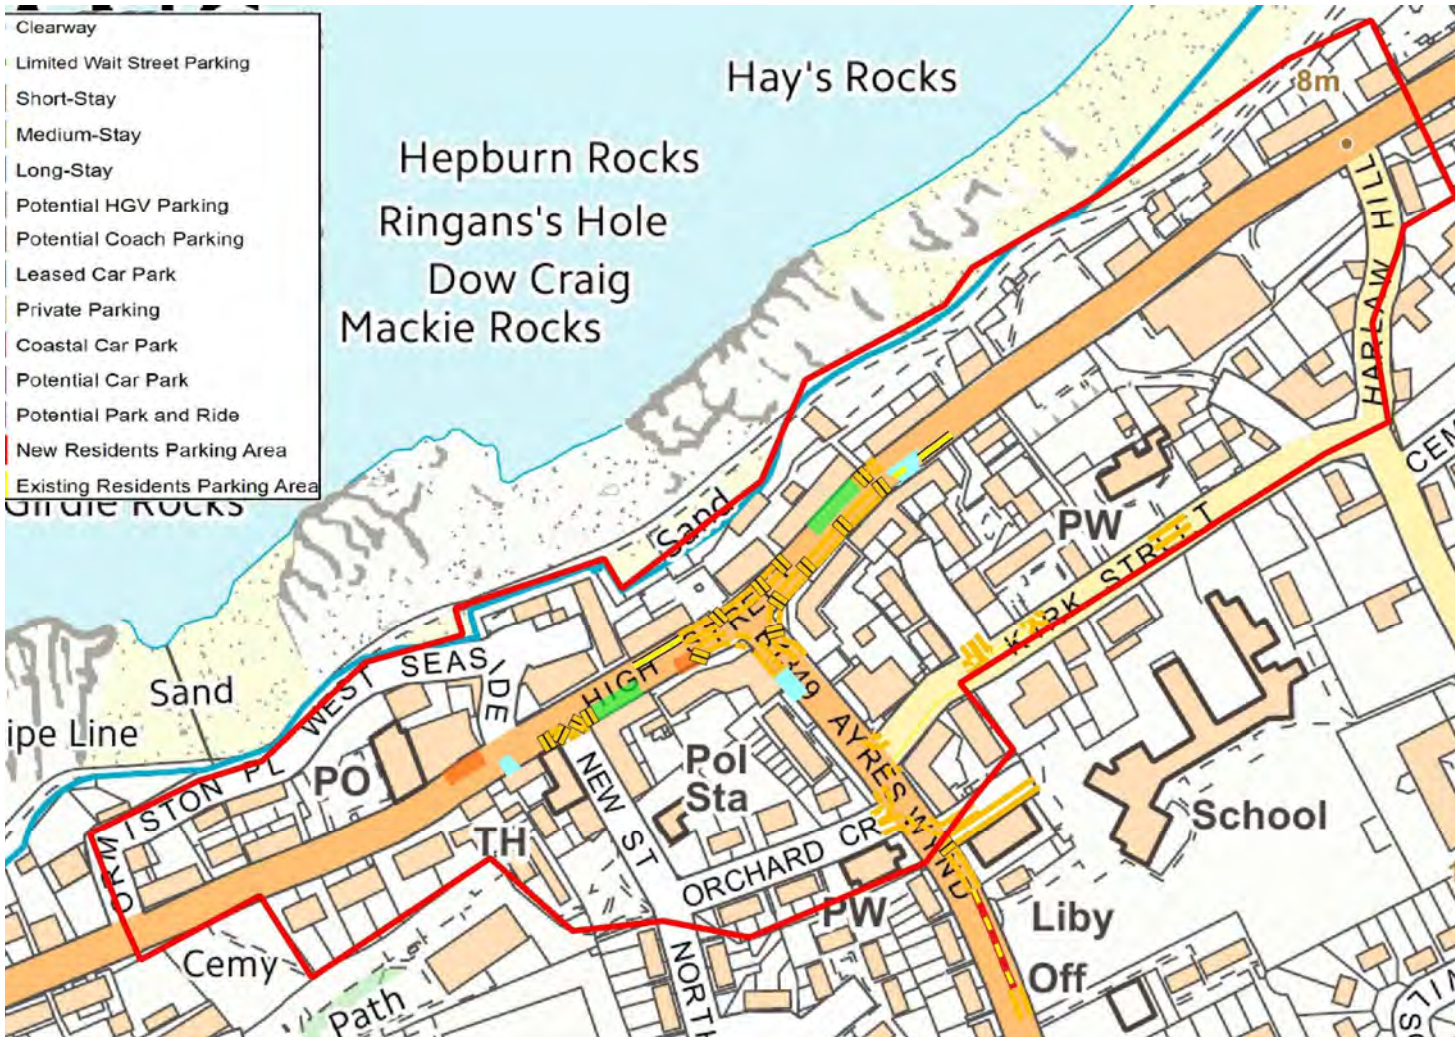 Clearway
Limited Wait Street Parking
Short-Stay
Medium-Stay
Long-Stay
Potential HGV Parking
Potential Coach Parking
Leased Car Park
Private Parking
Coastal Car Park
Potential Car Park
Potential Park and Ride
New Residents Parking Area
Existing Residents Parking Area
Girdle Rocks
Hay's Rocks
8m
Hepburn Rocks
Ringans's Hole
Dow Craig
Mackie Rocks
HARLAW HILL
CEM
Sand
PW
KIRK STREET
WEST SEASIDE
HIGH STREET
Sand
ipe Line
ORMISTON PL
PO
NEW ST
Pol
Sta
AYRES WYND
School
TH
ORCHARD CR
PW
Liby
Off
Cemy
NORTH
Path